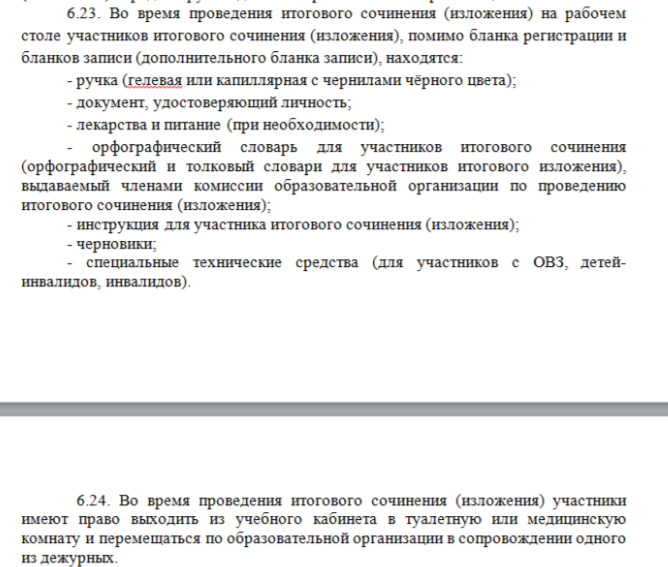 6.23. Во время проведения итогового сочинения (изложения) на рабочем
столе участников итогового сочинения (изложения), помимо бланка регистрации и
бланков записи (дополнительного бланка записи), находятся:
- ручка (гелевая или капиллярная с чернилами чёрного цвета);
- документ, удостоверяющий личность;
- лекарства и питание (при необходимости);
- орфографический словарь для участников итогового сочинения
(орфографический и толковый словари для участников итогового изложения),
выдаваемый членами комиссии образовательной организации по проведению
итогового сочинения (изложения);
- инструкция для участника итогового сочинения (изложения);
- черновики;
- специальные технические средства (для участников с ОВЗ, детей-
инвалидов, инвалидов).
6.24. Во время проведения итогового сочинения (изложения) участники
имеют право выходить из учебного кабинета в туалетную или медицинскую
комнату и перемещаться по образовательной организации в сопровождении одного
из дежурных.